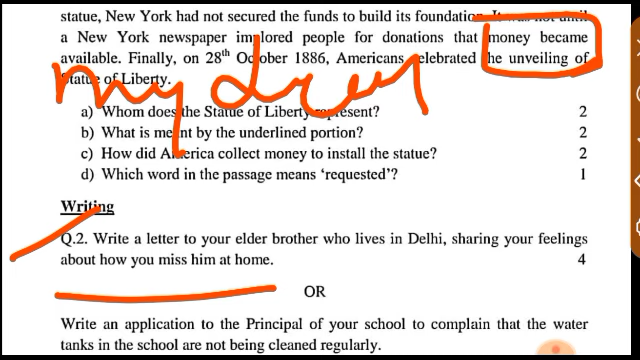 statue, New York had not secured the funds to build its foundation. It was not until
a New York newspaper implored people for donations that money became
available. Finally, on 28th October 1886, Americans celebrated the unveiling of
Statue of Liberty.
my
a) Whom does the Statue of Liberty represent? 2
b) What is meant by the underlined portion? 2
c) How did America collect money to install the statue? 2
d) Which word in the passage means ‘requested’? 1
Writing
Q.2. Write a letter to your elder brother who lives in Delhi, sharing your feelings
about how you miss him at home. 4
OR
Write an application to the Principal of your school to complain that the water
tanks in the school are not being cleaned regularly.